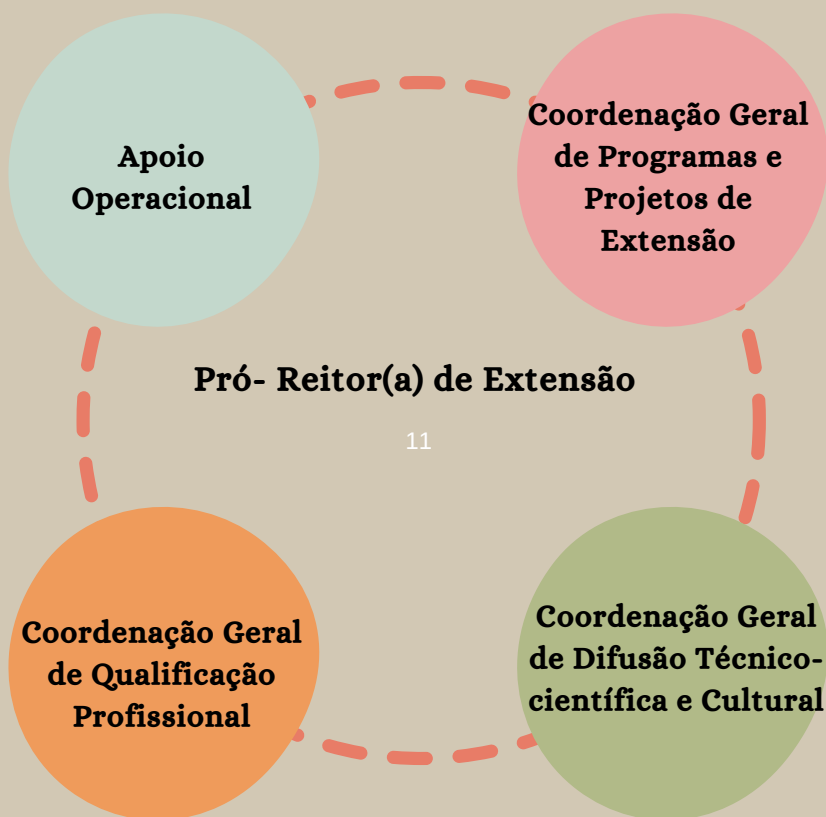 Apoio
Operacional
Coordenação Geral
de Programas e
Projetos de
Extensão
Pró- Reitor(a) de Extensão
11
Coordenação Geral
de Qualificação
Profissional
Coordenação Geral
de Difusão Técnico-
científica e Cultural